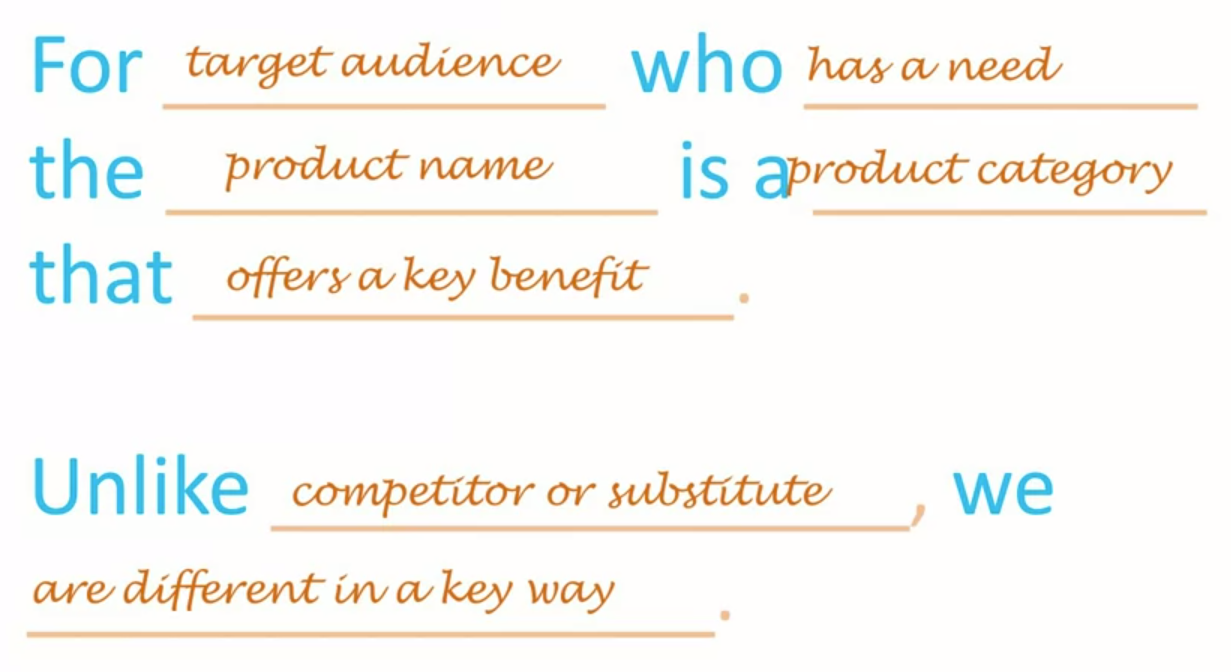 For target audience who has a need
the product name is a product category
that offers a key benefit.
Unlike competitor or substitute, we
are different in a key way.